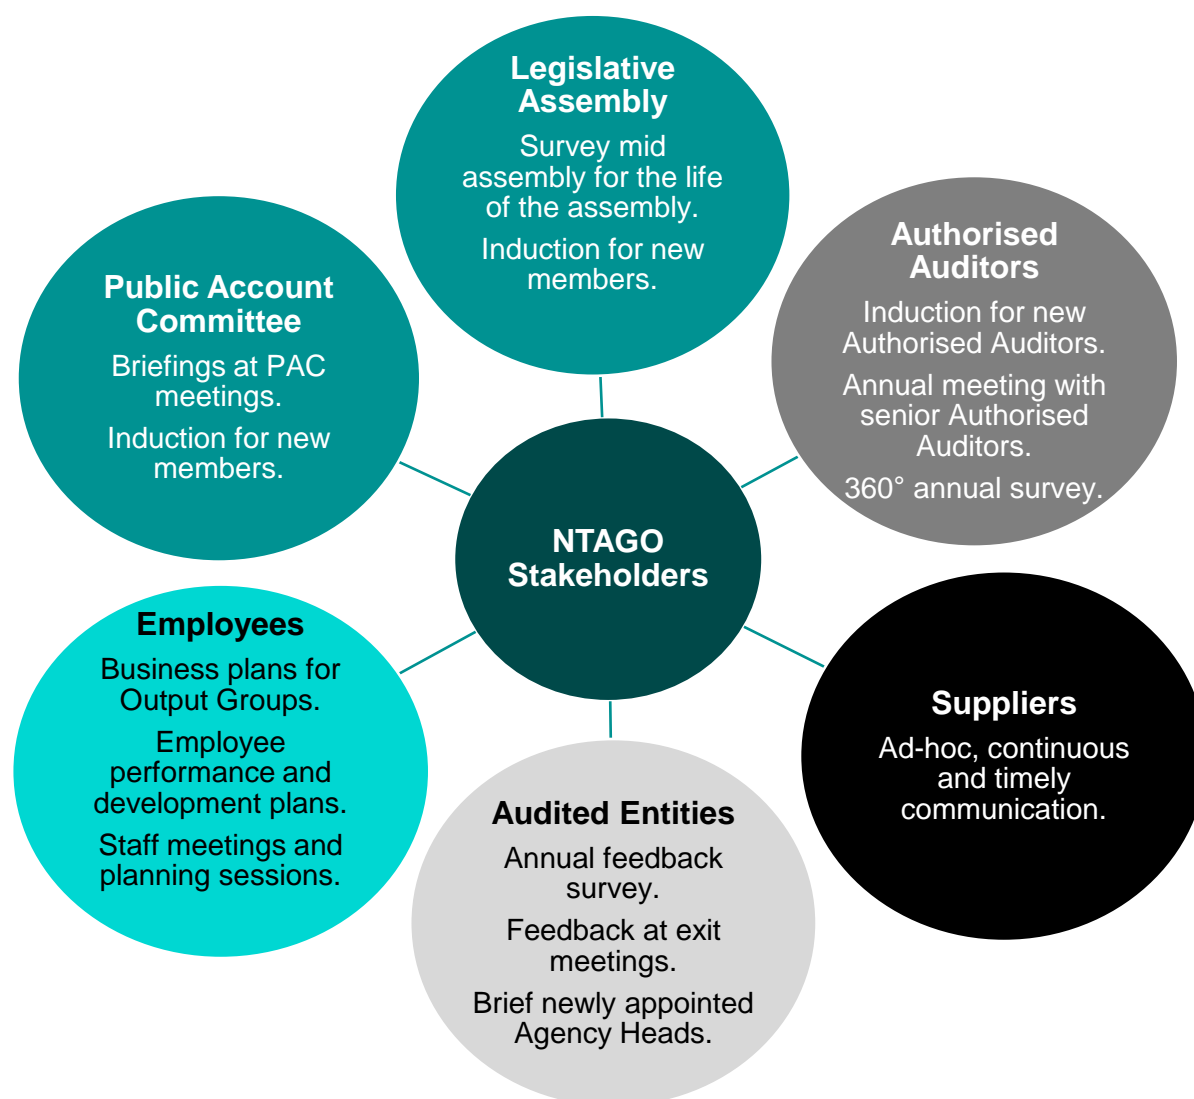 Legislative
Assembly
Survey mid
assembly for the life
of the assembly.
Induction for new
members.
Authorised
Auditors
Induction for new
Authorised Auditors.
Annual meeting with
senior Authorised
Auditors.
360° annual survey.
Public Account
Committee
Briefings at PAC
meetings.
Induction for new
members.
NTAGO
Stakeholders
Employees
Business plans for
Output Groups.
Employee
performance and
development plans.
Staff meetings and
planning sessions.
Suppliers
Ad-hoc, continuous
and timely
communication.
Audited Entities
Annual feedback
survey.
Feedback at exit
meetings.
Brief newly appointed
Agency Heads.